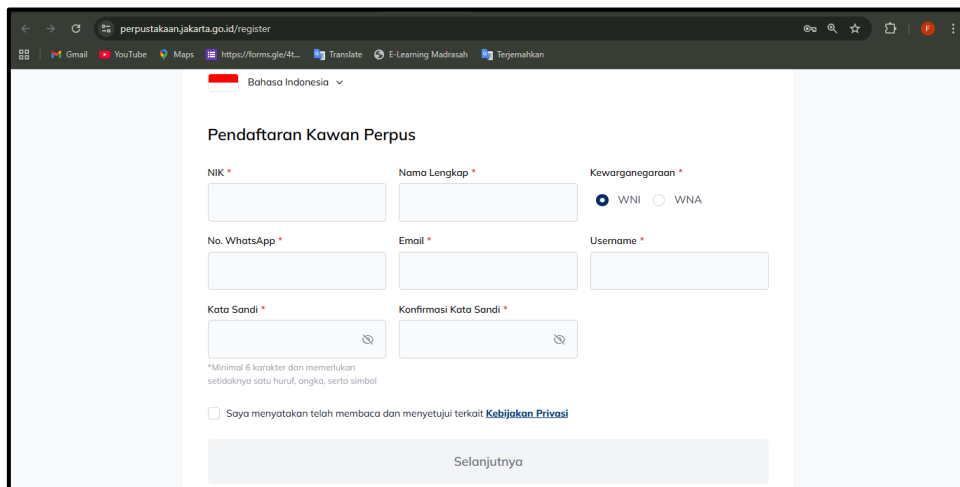 perpustakaan.jakarta.go.id/register
F
Gmail YouTube Maps https://forms.gle/4t... Translate E-Learning Madrasah Terjemahkan
Bahasa Indonesia
Pendaftaran Kawan Perpus
NIK * Nama Lengkap * Kewarganegaraan *
WNI WNA
No. WhatsApp * Email * Username *
Kata Sandi * Konfirmasi Kata Sandi *
*Minimal 6 karakter dan memerlukan
setidaknya satu huruf, angka, serta simbol
Saya menyatakan telah membaca dan menyetujui terkait Kebijakan Privasi
Selanjutnya